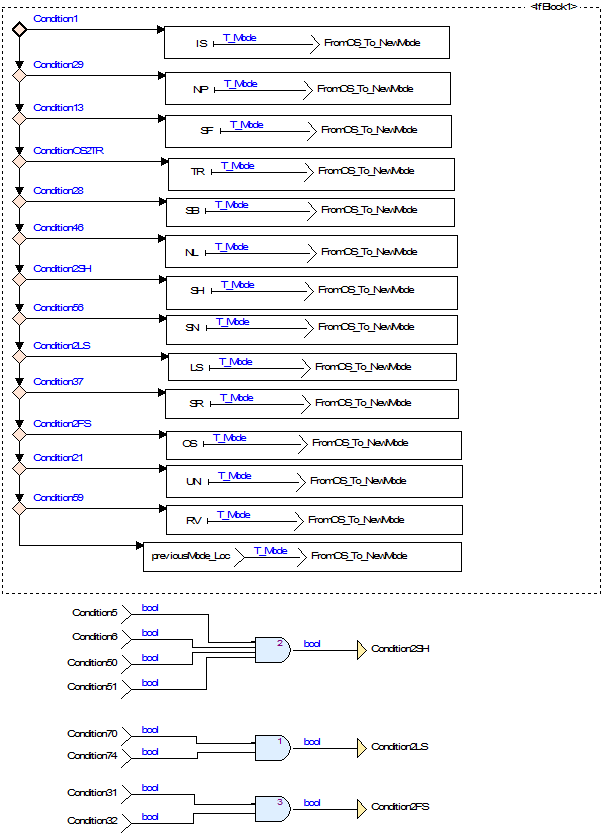 <IfBlock1>
Condition1
IS T_Mode FromOS_To_NewMode
Condition29
NP T_Mode FromOS_To_NewMode
Condition13
SF T_Mode FromOS_To_NewMode
ConditionOS2TR
TR T_Mode FromOS_To_NewMode
Condition28
SB T_Mode FromOS_To_NewMode
Condition46
NL T_Mode FromOS_To_NewMode
Condition2SH
SH T_Mode FromOS_To_NewMode
Condition56
SN T_Mode FromOS_To_NewMode
Condition2LS
LS T_Mode FromOS_To_NewMode
Condition37
SR T_Mode FromOS_To_NewMode
Condition2FS
OS T_Mode FromOS_To_NewMode
Condition21
UN T_Mode FromOS_To_NewMode
Condition59
RV T_Mode FromOS_To_NewMode
previousMode_Loc T_Mode FromOS_To_NewMode
Condition5 bool
Condition6 bool
2 bool Condition2SH
Condition50 bool
Condition51 bool
Condition70 bool
1 bool Condition2LS
Condition74 bool
Condition31 bool
3 bool Condition2FS
Condition32 bool